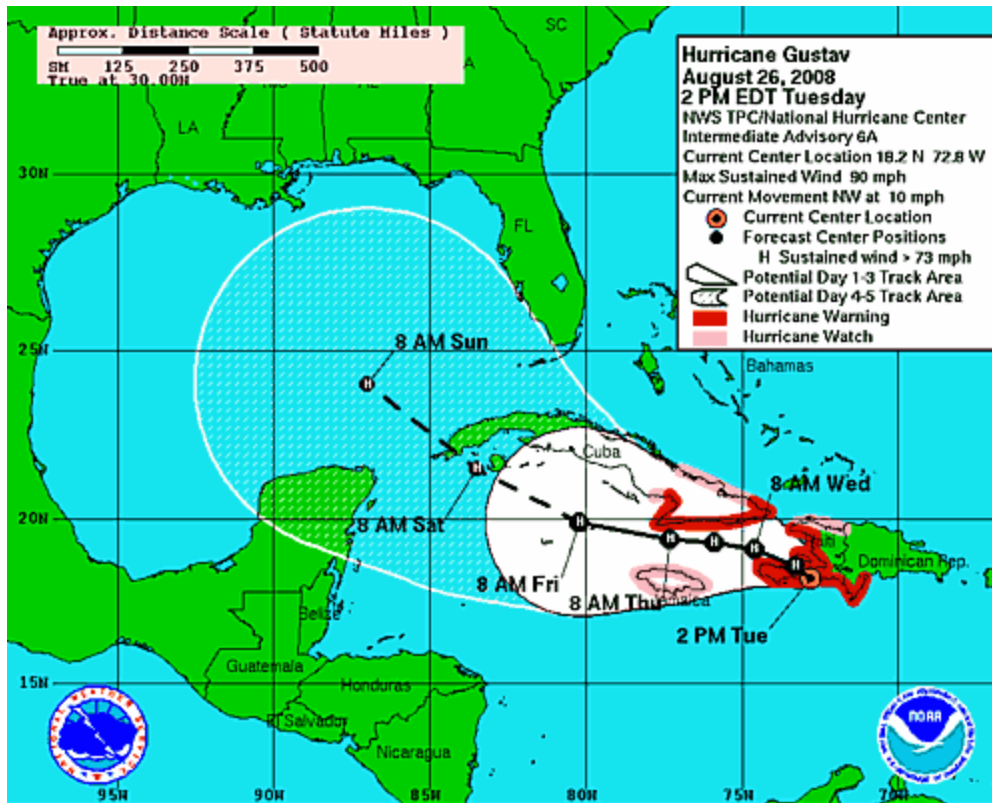 Approx. Distance Scale ( Statute Miles )
SM 125 250 375 500
True at 30.00N
SC
LA
FL
Hurricane Gustav
August 26, 2008
2 PM EDT Tuesday
NWS TPC/National Hurricane Center
Intermediate Advisory 6A
Current Center Location 18.2 N 72.8 W
Max Sustained Wind 90 mph
Current Movement NW at 10 mph
Current Center Location
Forecast Center Positions
H Sustained wind > 73 mph
Potential Day 1-3 Track Area
Potential Day 4-5 Track Area
Hurricane Warning
Hurricane Watch
30N
25N
20N
15N
8 AM Sun
Bahamas
Cuba
8 AM Wed
8 AM Sat
Haiti
Dominican Rep.
8 AM Fri
8 AM Thu
Jamaica
2 PM Tue
Belize
Guatemala
Honduras
El Salvador
Nicaragua
H
H
H
H
H
H
H
NATIONAL WEATHER SERVICE
NOAA
95W 90W 85W 80W 75W 70W